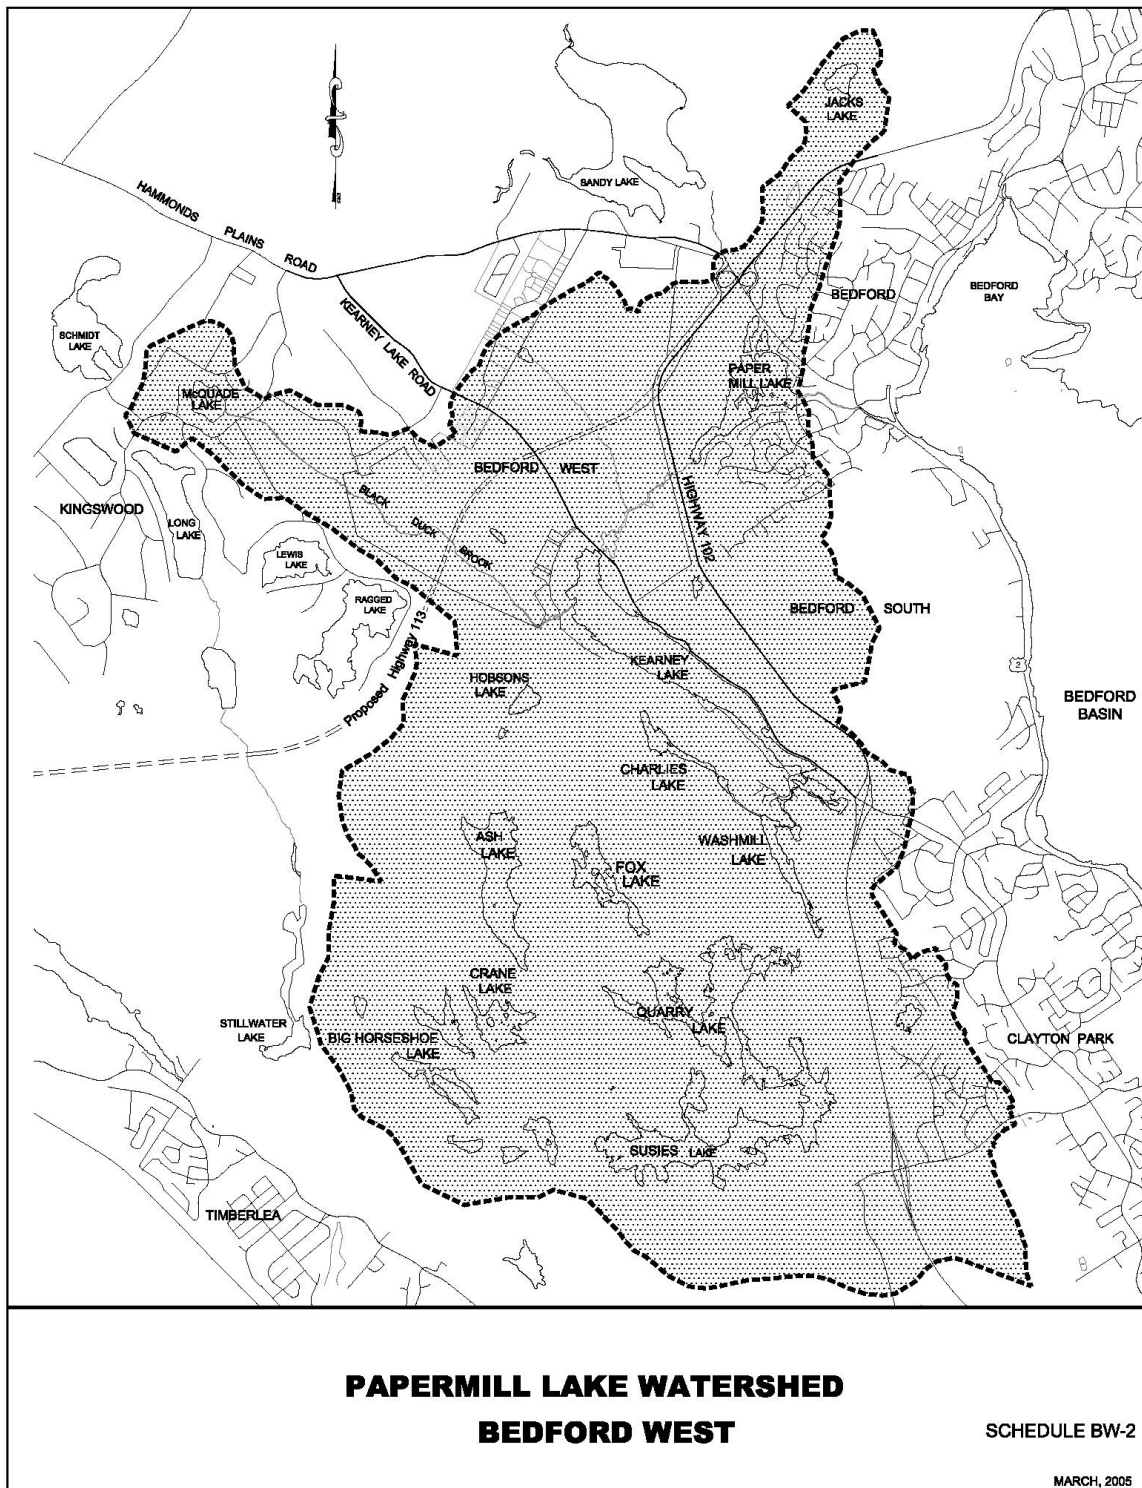 JACKS
LAKE
SANDY LAKE
HAMMONDS
PLAINS
ROAD
KEARNEY LAKE ROAD
BEDFORD
BEDFORD
BAY
SCHMIDT
LAKE
PAPER
MILL LAKE
McQUADE
LAKE
BEDFORD WEST
BLACK
DUCK
BROOK
HIGHWAY 102
KINGSWOOD
LONG
LAKE
LEWIS
LAKE
RAGGED
LAKE
Proposed Highway 113
BEDFORD SOUTH
KEARNEY
LAKE
2
HOBSONS
LAKE
BEDFORD
BASIN
CHARLIES
LAKE
ASH
LAKE
WASHMILL
LAKE
FOX
LAKE
CRANE
LAKE
QUARRY
LAKE
STILLWATER
LAKE
BIG HORSESHOE
LAKE
CLAYTON PARK
SUSIES LAKE
TIMBERLEA
PAPERMILL LAKE WATERSHED
BEDFORD WEST
SCHEDULE BW-2
MARCH, 2005